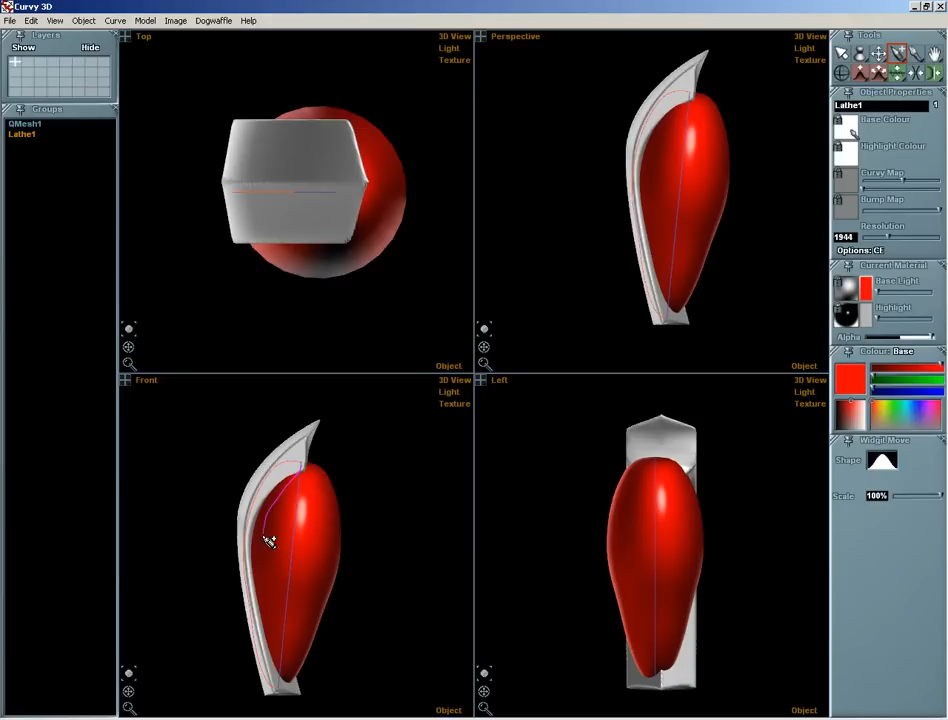 Curvy 3D
File Edit View Object Curve Model Image Dogwaffle Help
Layers
Show Hide
Groups
QMesh1
Lathe1
Top 3D View
Light
Texture
Object
Perspective 3D View
Light
Texture
Object
Front 3D View
Light
Texture
Object
Left 3D View
Light
Texture
Object
Tools
Object Properties
Lathe1 1
Base Colour
Highlight Colour
Curvy Map
Bump Map
Resolution
1944
Options: CE
Current Material
Base Light
Highlight
Alpha
Colour: Base
Widgif Move
Shape
Scale 100%